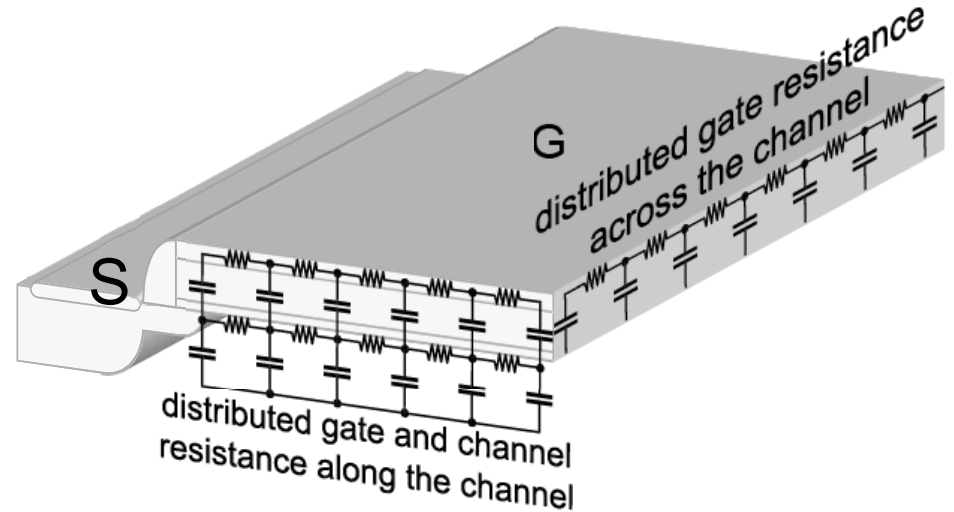 distributed gate resistance
across the channel
G
S
distributed gate and channel
resistance along the channel